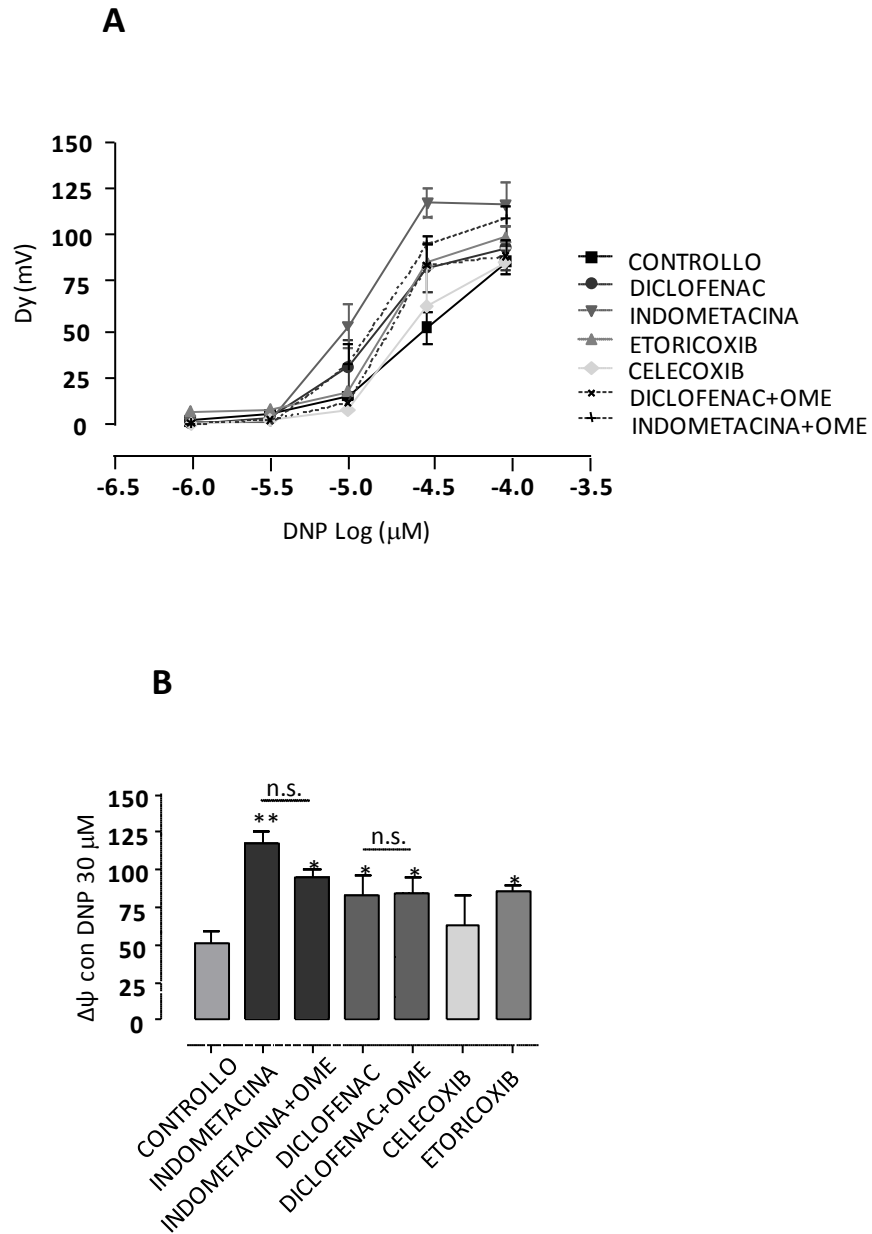 A
150
125
100
75
50
25
0
Dy (mV)
-6.5 -6.0 -5.5 -5.0 -4.5 -4.0 -3.5
DNP Log (μM)
CONTROLLO
DICLOFENAC
INDOMETACINA
ETORICOXIB
CELECOXIB
DICLOFENAC+OME
INDOMETACINA+OME
B
150
125
100
75
50
25
0
Δψ con DNP 30 μM
n.s.
**
*
n.s.
*
*
*
CONTROLLO
INDOMETACINA
INDOMETACINA+OME
DICLOFENAC
DICLOFENAC+OME
CELECOXIB
ETORICOXIB